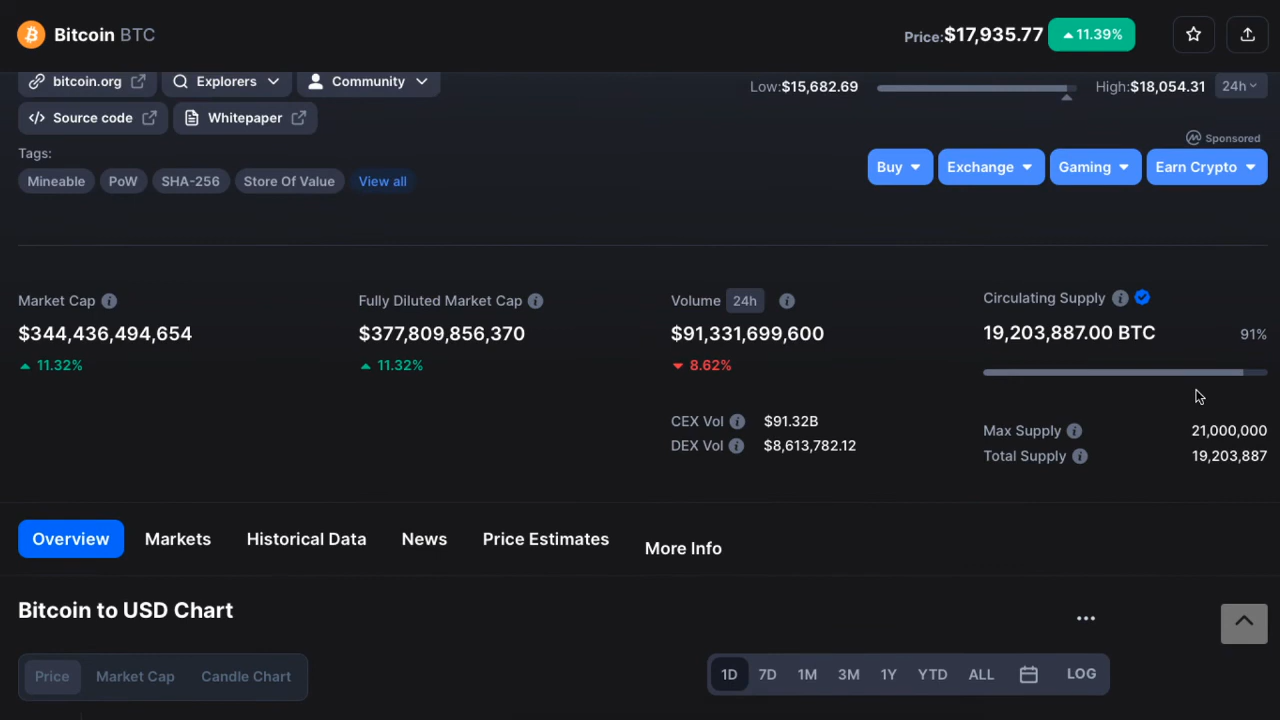 Bitcoin BTC
Price:$17,935.77 11.39%
bitcoin.org Explorers Community
Low:$15,682.69 High:$18,054.31 24h
Source code Whitepaper
Sponsored
Tags:
Buy Exchange Gaming Earn Crypto
Mineable PoW SHA-256 Store Of Value View all
Market Cap
$344,436,494,654
11.32%
Fully Diluted Market Cap
$377,809,856,370
11.32%
Volume 24h
$91,331,699,600
8.62%
CEX Vol $91.32B
DEX Vol $8,613,782.12
Circulating Supply
19,203,887.00 BTC 91%
Max Supply 21,000,000
Total Supply 19,203,887
Overview Markets Historical Data News Price Estimates More Info
Bitcoin to USD Chart
Price Market Cap Candle Chart
1D 7D 1M 3M 1Y YTD ALL LOG